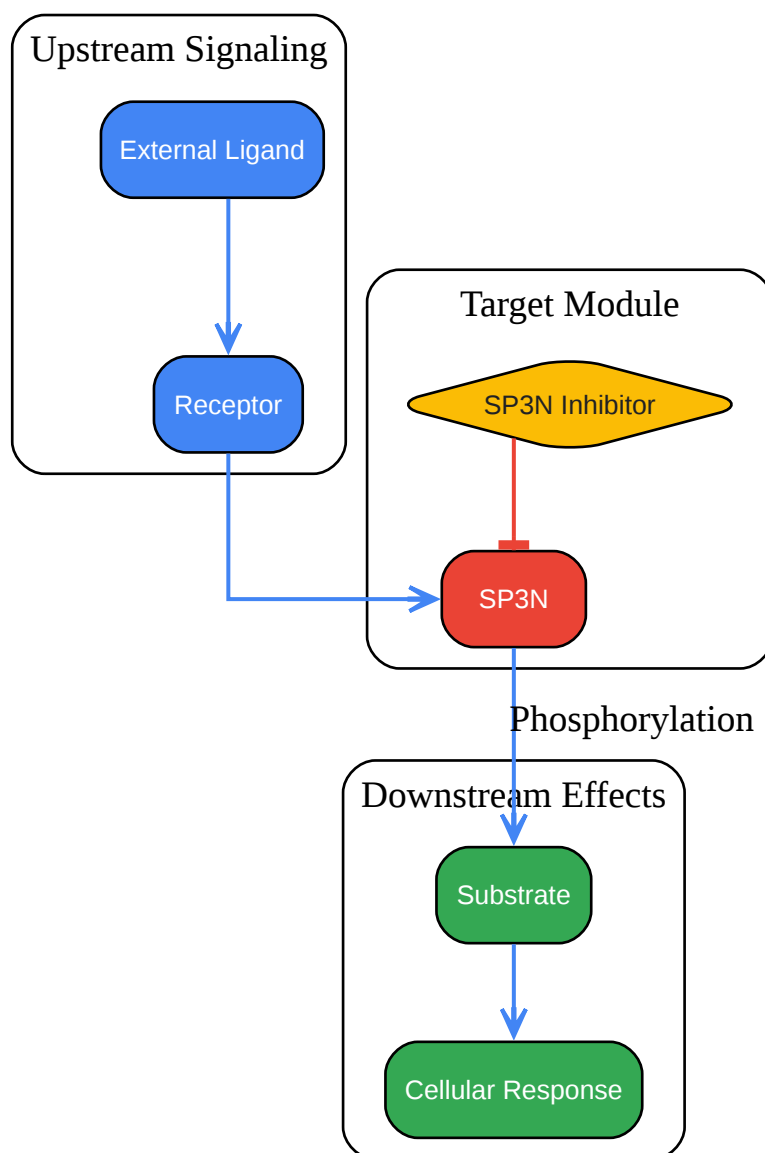 Upstream Signaling
External Ligand
Receptor
Target Module
SP3N Inhibitor
SP3N
Phosphorylation
Downstream Effects
Substrate
Cellular Response